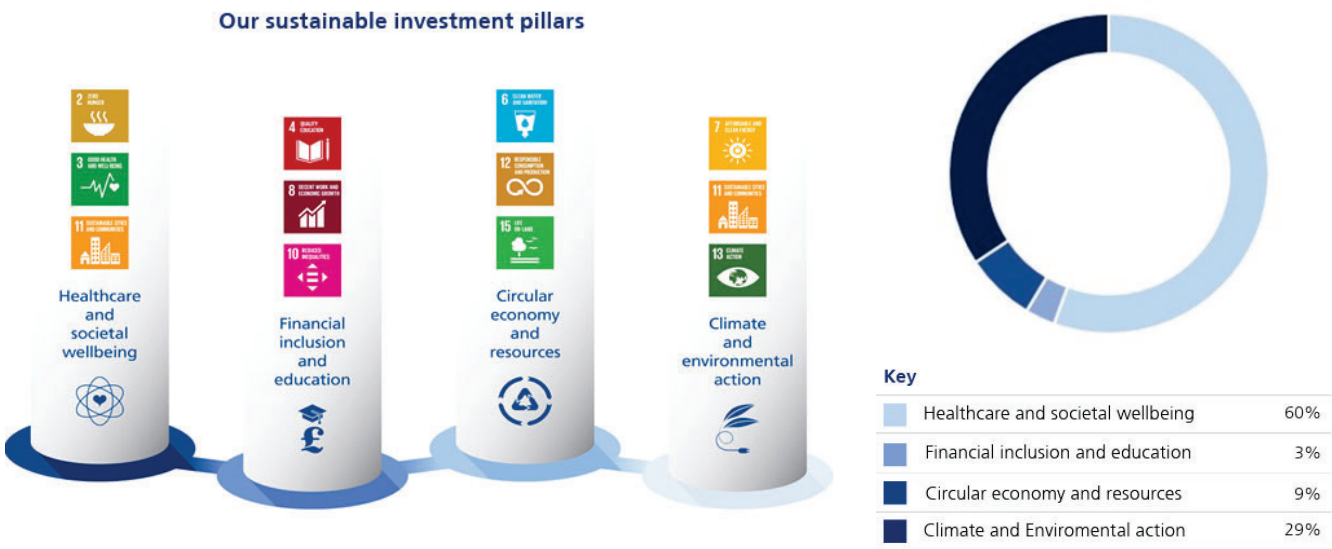 Our sustainable investment pillars
2 ZERO
HUNGER
3 GOOD HEALTH
AND WELL-BEING
11 SUSTAINABLE CITIES
AND COMMUNITIES
Healthcare
and
societal
wellbeing
4 QUALITY
EDUCATION
8 DECENT WORK AND
ECONOMIC GROWTH
10 REDUCED
INEQUALITIES
Financial
inclusion
and
education
£
6 CLEAN WATER
AND SANITATION
12 RESPONSIBLE
CONSUMPTION
AND PRODUCTION
15 LIFE
ON LAND
Circular
economy
and
resources
7 AFFORDABLE AND
CLEAN ENERGY
11 SUSTAINABLE CITIES
AND COMMUNITIES
13 CLIMATE
ACTION
Climate
and
environmental
action
Key
Healthcare and societal wellbeing 60%
Financial inclusion and education 3%
Circular economy and resources 9%
Climate and Enviromental action 29%